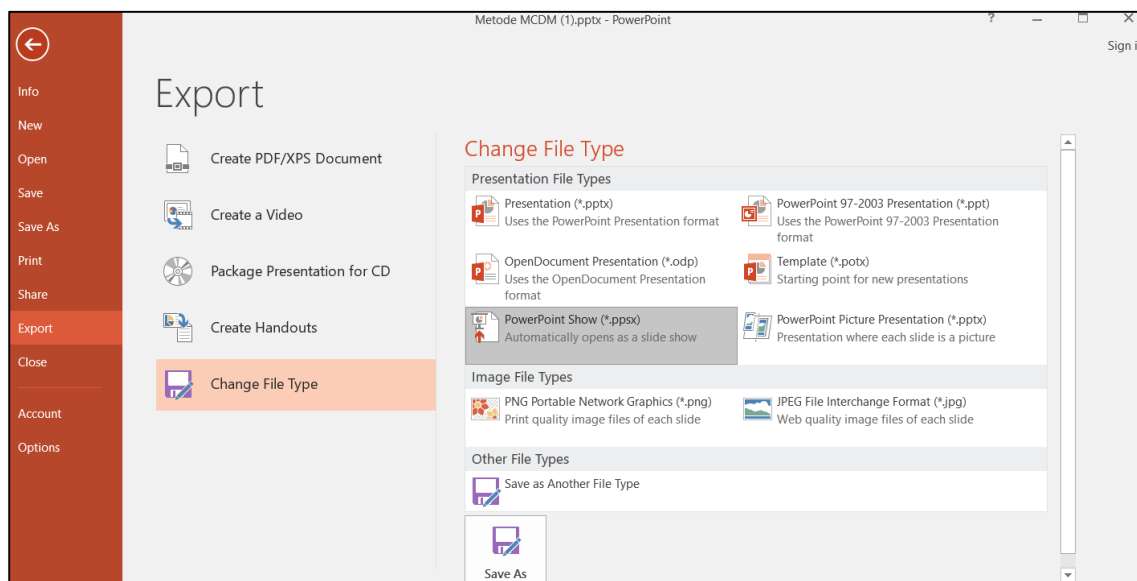 Metode MCDM (1).pptx - PowerPoint
?
Sign i
Info
New
Open
Save
Save As
Print
Share
Export
Close
Account
Options
Export
Create PDF/XPS Document
Create a Video
Package Presentation for CD
Create Handouts
Change File Type
Change File Type
Presentation File Types
Presentation (*.pptx)
Uses the PowerPoint Presentation format
PowerPoint 97-2003 Presentation (*.ppt)
Uses the PowerPoint 97-2003 Presentation
format
OpenDocument Presentation (*.odp)
Uses the OpenDocument Presentation
format
Template (*.potx)
Starting point for new presentations
PowerPoint Show (*.ppsx)
Automatically opens as a slide show
PowerPoint Picture Presentation (*.pptx)
Presentation where each slide is a picture
Image File Types
PNG Portable Network Graphics (*.png)
Print quality image files of each slide
JPEG File Interchange Format (*.jpg)
Web quality image files of each slide
Other File Types
Save as Another File Type
Save As